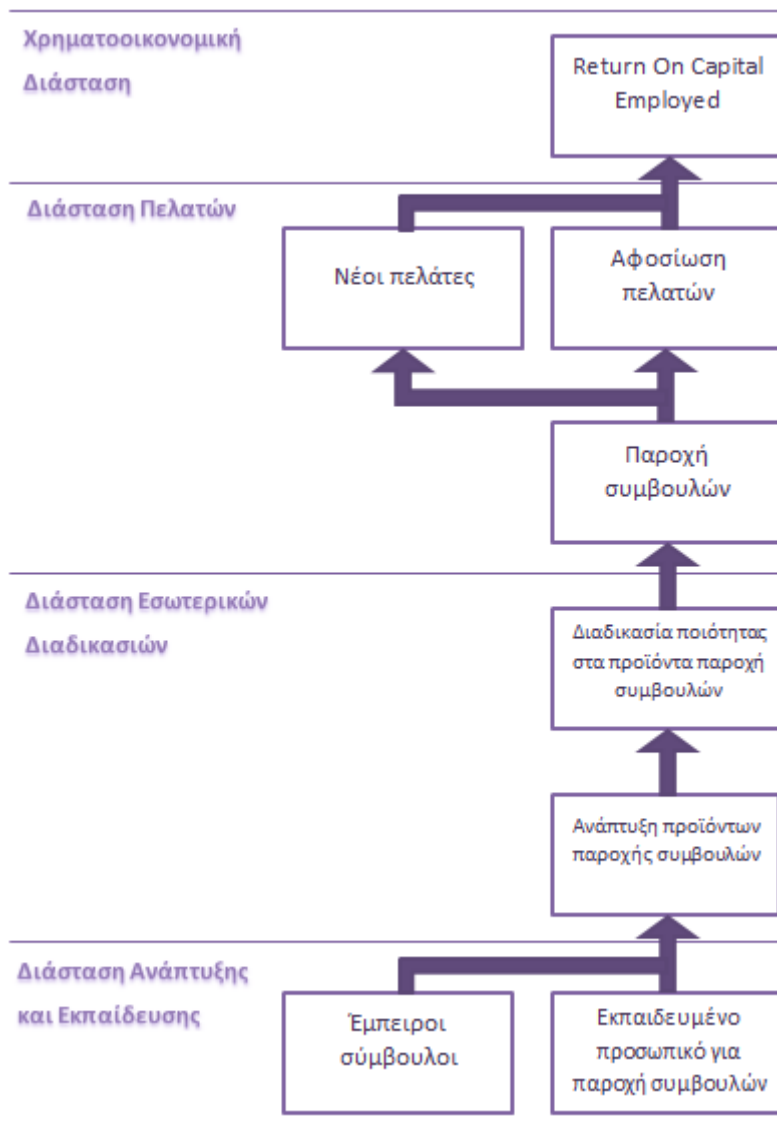 Χρηματοοικονομική
Διάσταση
Return On Capital
Employed
Διάσταση Πελατών
Νέοι πελάτες
Αφοσίωση
πελατών
Παροχή
συμβουλών
Διάσταση Εσωτερικών
Διαδικασιών
Διαδικασία ποιότητας
στα προϊόντα παροχή
συμβουλών
Ανάπτυξη προϊόντων
παροχής συμβουλών
Διάσταση Ανάπτυξης
και Εκπαίδευσης
Έμπειροι
σύμβουλοι
Εκπαιδευμένο
προσωπικό για
παροχή συμβουλών